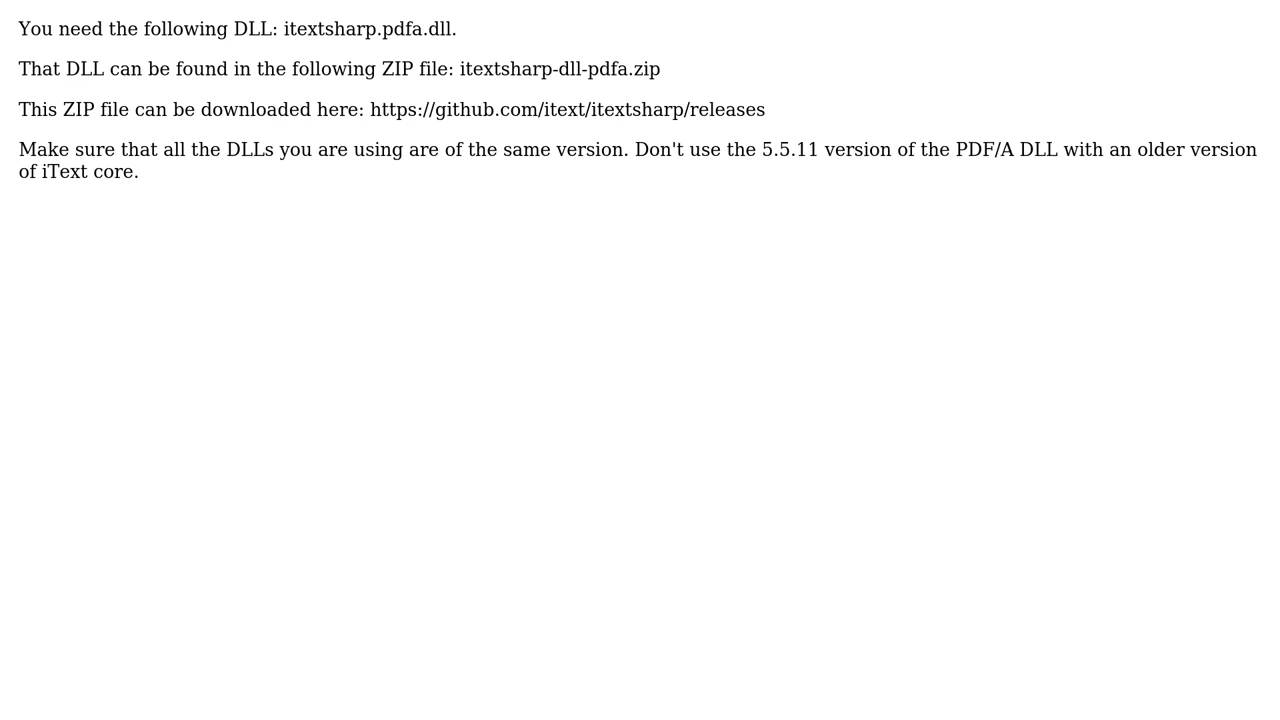 You need the following DLL: itextsharp.pdfa.dll.
That DLL can be found in the following ZIP file: itextsharp-dll-pdfa.zip
This ZIP file can be downloaded here: https://github.com/itext/itextsharp/releases
Make sure that all the DLLs you are using are of the same version. Don't use the 5.5.11 version of the PDF/A DLL with an older version
of iText core.